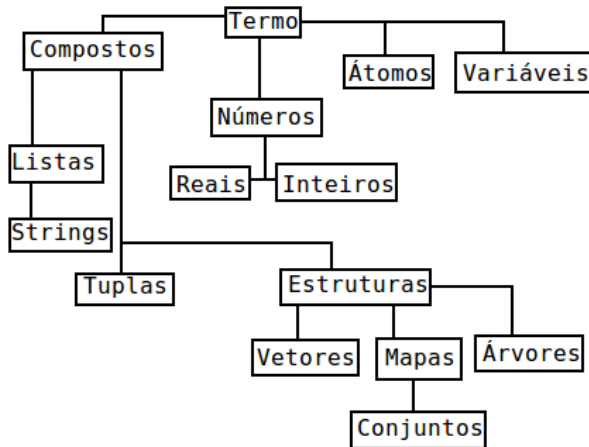 Termo
Compostos
Átomos
Variáveis
Números
Listas
Reais
Inteiros
Strings
Tuplas
Estruturas
Vetores
Mapas
Árvores
Conjuntos